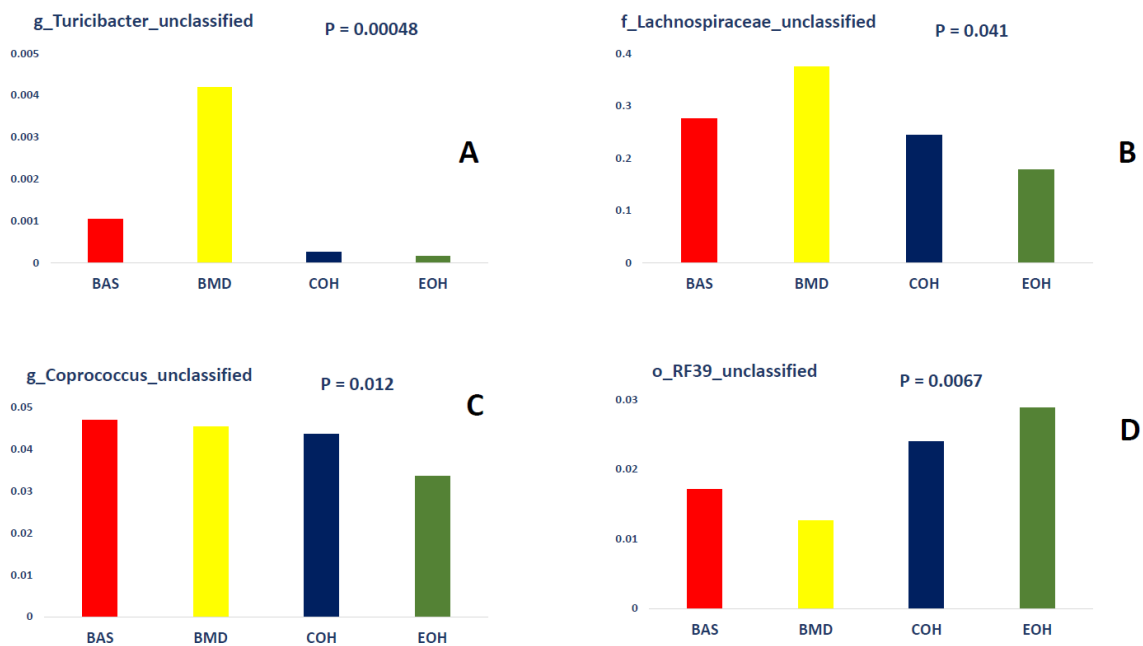 g_Turicibacter_unclassified
P = 0.00048
0.005
0.004
0.003
0.002
0.001
0
BAS BMD COH EOH
A
f_Lachnospiraceae_unclassified
P = 0.041
0.4
0.3
0.2
0.1
0
BAS BMD COH EOH
B
g_Coprococcus_unclassified
P = 0.012
0.05
0.04
0.03
0.02
0.01
0
BAS BMD COH EOH
C
o_RF39_unclassified
P = 0.0067
0.03
0.02
0.01
0
BAS BMD COH EOH
D